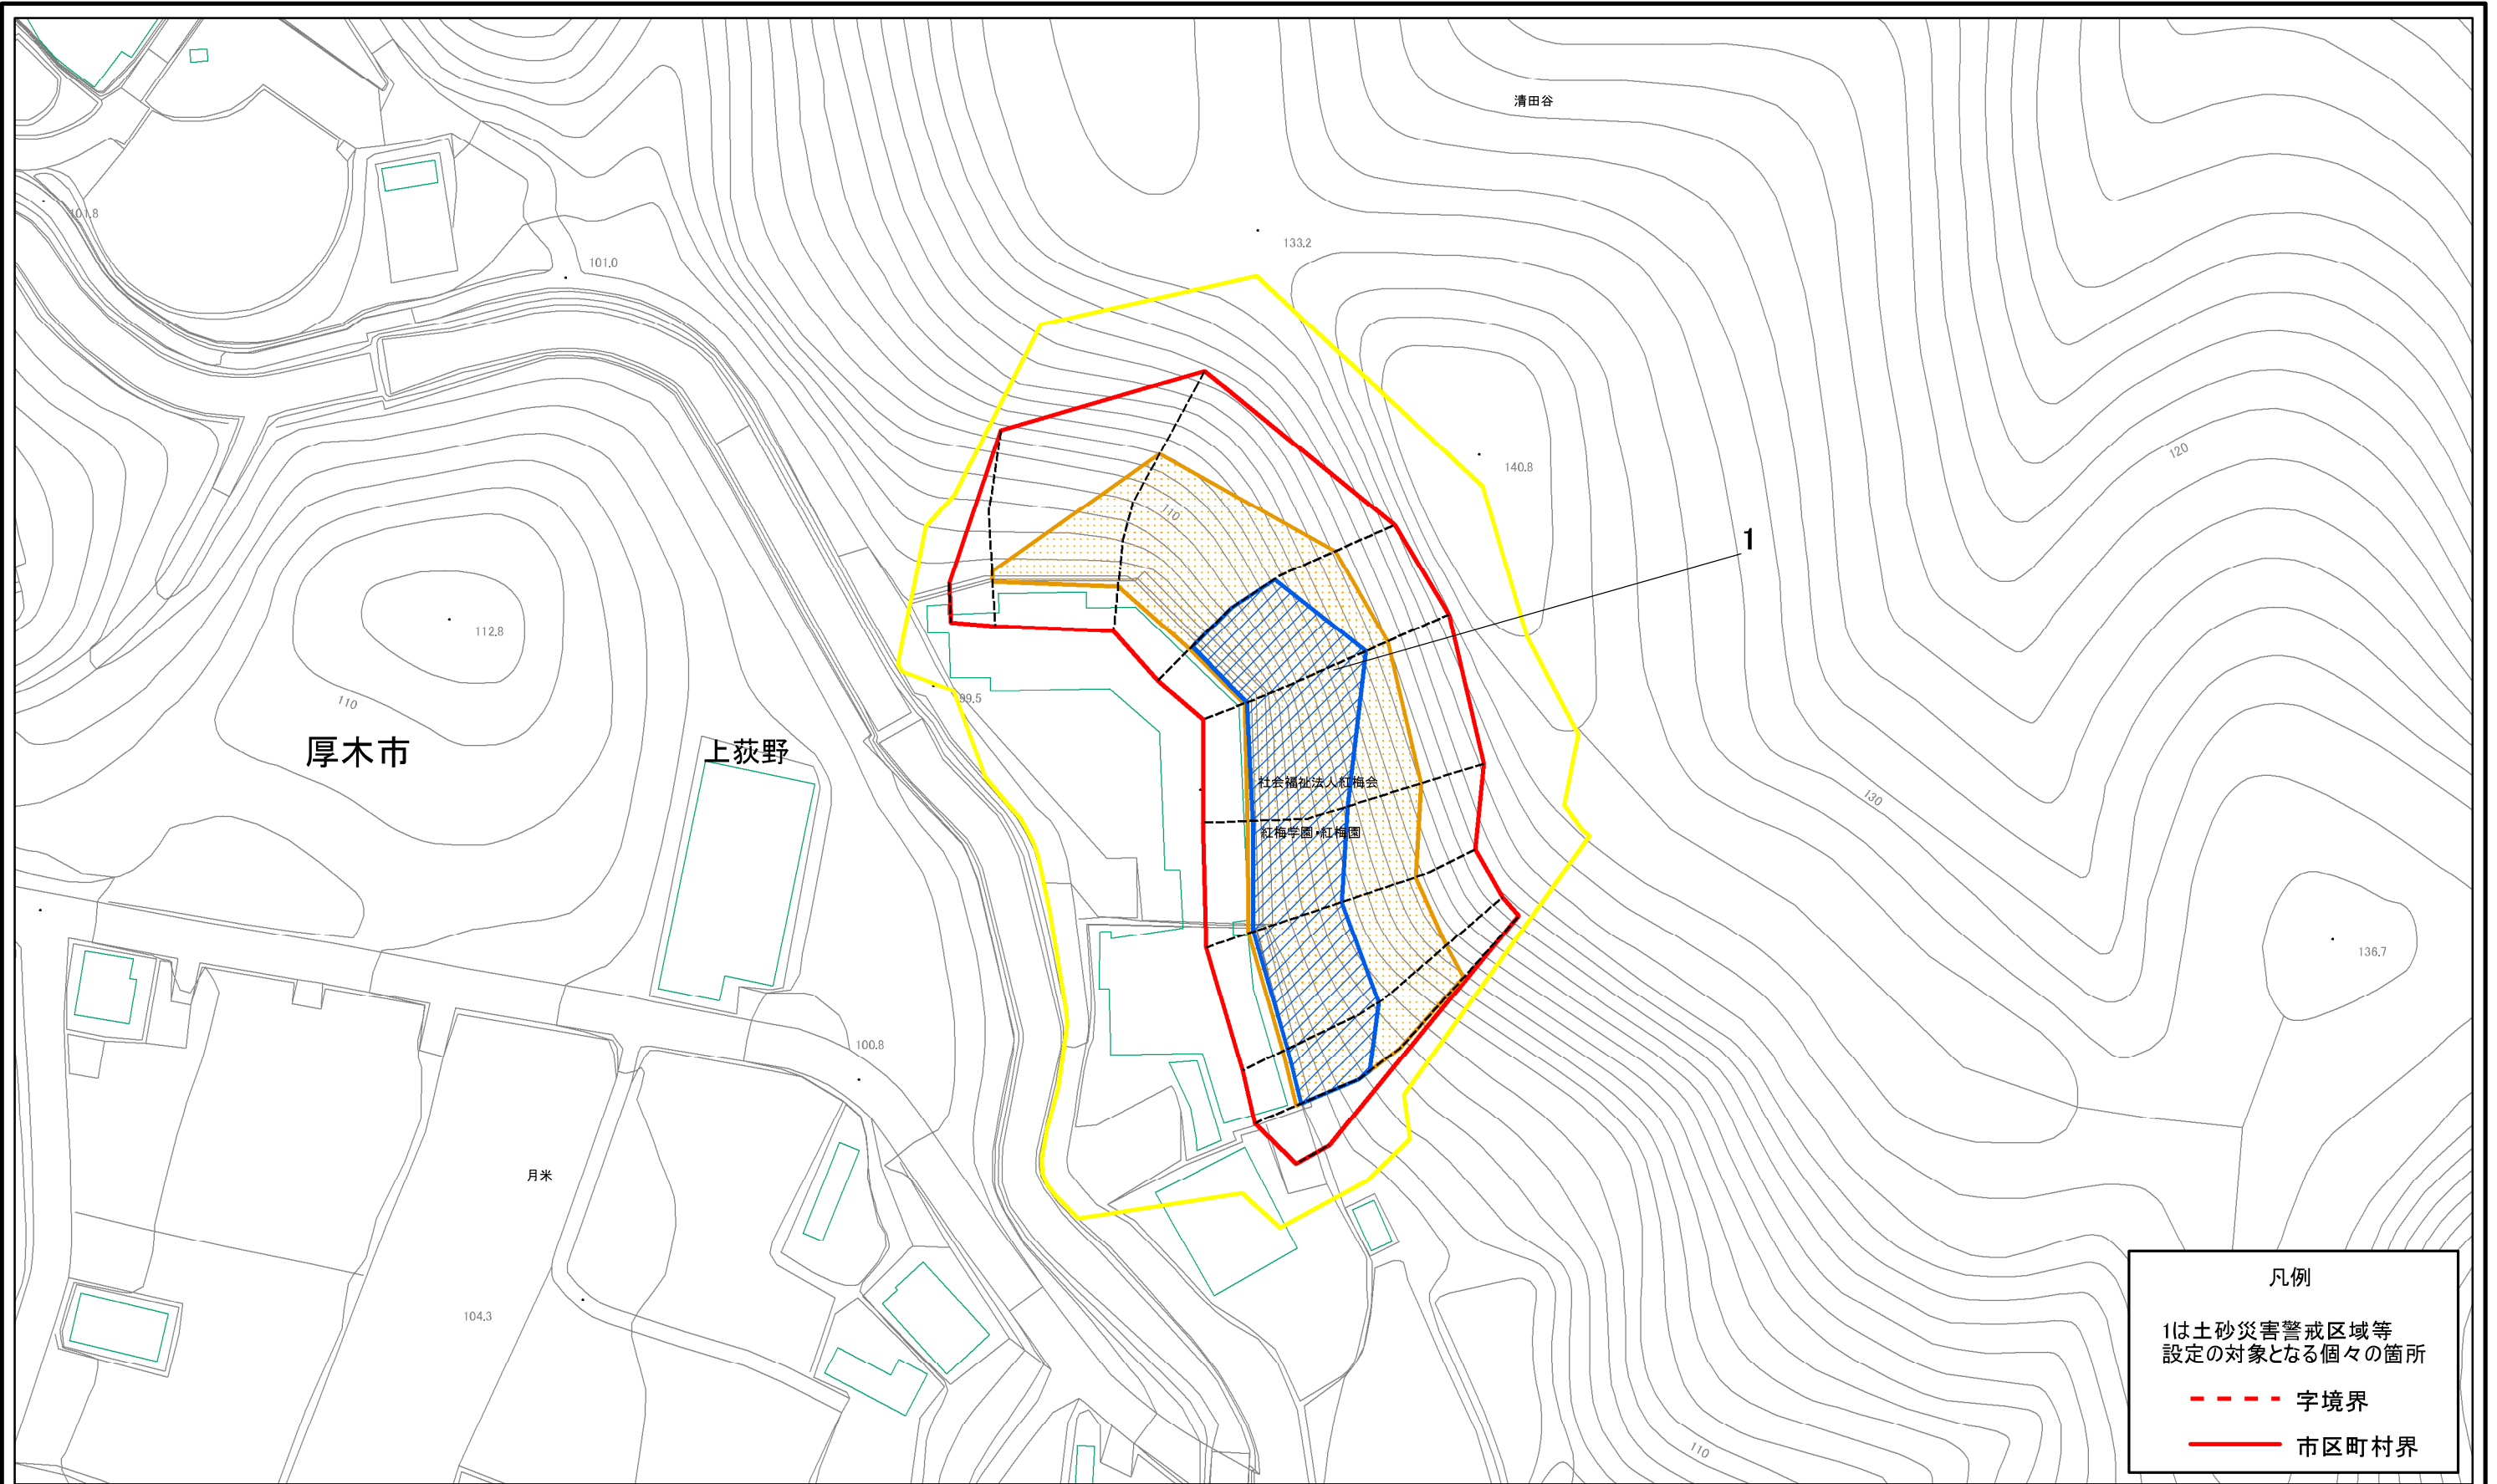 清田谷
133.2
101.8
101.0
140.8
120
110
1
112.8
110
99.5
厚木市
上荻野
社会福祉法人紅梅会
紅梅学園・紅梅園
130
136.7
100.8
月米
104.3
110
凡例
1は土砂災害警戒区域等
設定の対象となる個々の箇所
字境界
市区町村界